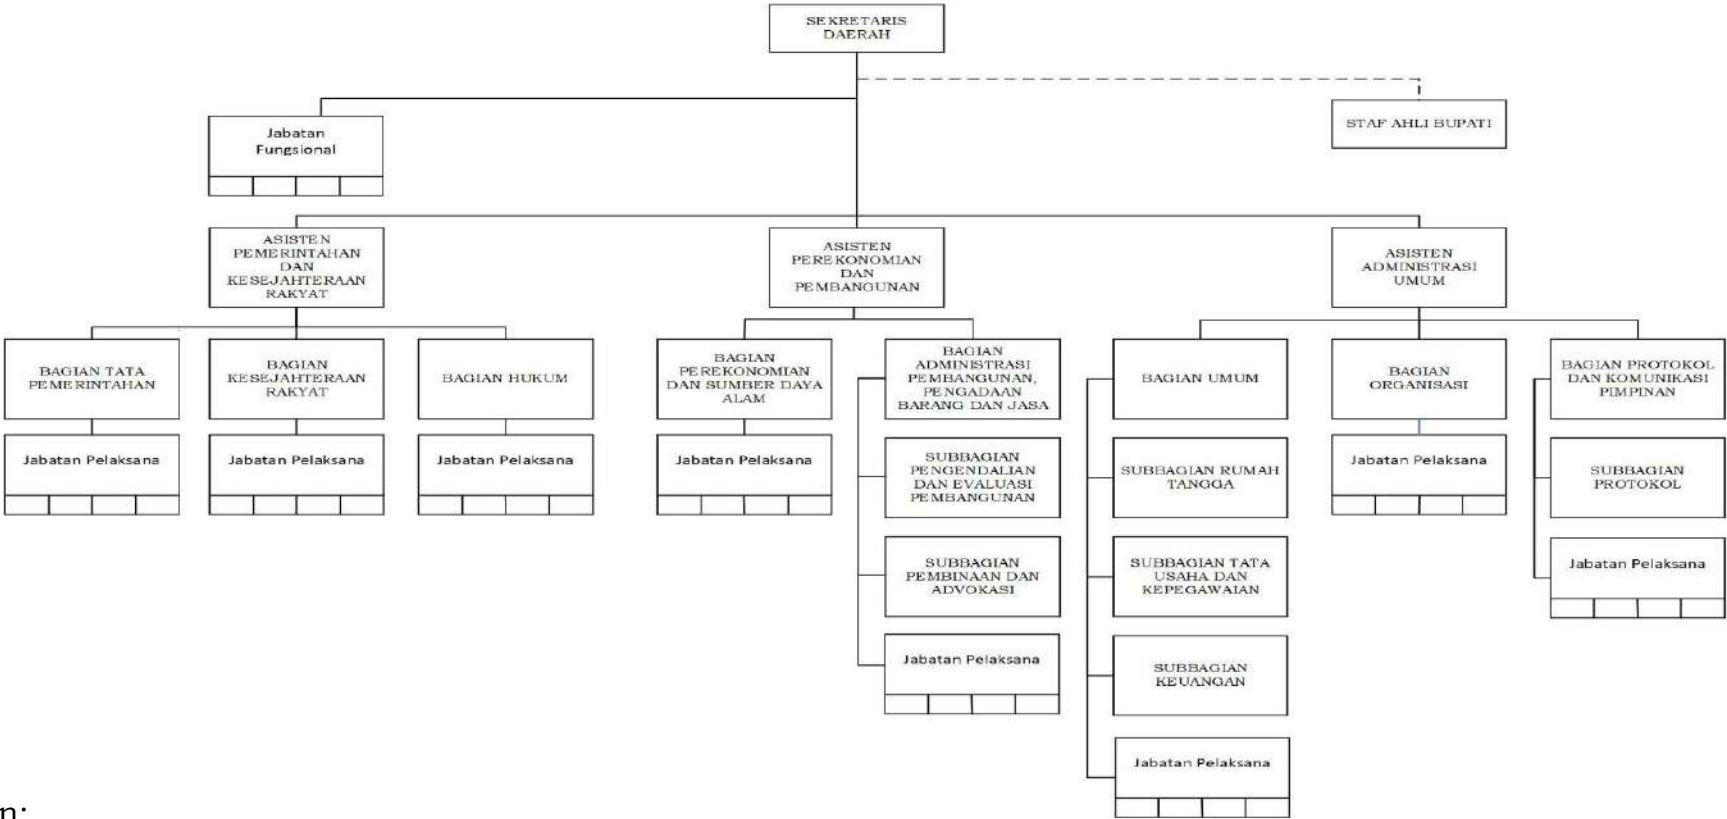 SEKRETARIS
DAERAH
STAF AHLI BUPATI
Jabatan
Fungsional
ASISTEN
PEMERINTAHAN
DAN
KESEJAHTERAAN
RAKYAT
ASISTEN
PEREKONOMIAN
DAN
PEMBANGUNAN
ASISTEN
ADMINISTRASI
UMUM
BAGIAN TATA
PEMERINTAHAN
BAGIAN
KESEJAHTERAAN
RAKYAT
BAGIAN HUKUM
BAGIAN
PEREKONOMIAN
DAN SUMBER DAYA
ALAM
BAGIAN
ADMINISTRASI
PEMBANGUNAN,
PENGADAAN
BARANG DAN JASA
BAGIAN UMUM
BAGIAN
ORGANISASI
BAGIAN PROTOKOL
DAN KOMUNIKASI
PIMPINAN
Jabatan Pelaksana
Jabatan Pelaksana
Jabatan Pelaksana
Jabatan Pelaksana
SUBBAGIAN
PENGENDALIAN
DAN EVALUASI
PEMBANGUNAN
SUBBAGIAN RUMAH
TANGGA
Jabatan Pelaksana
SUBBAGIAN
PROTOKOL
SUBBAGIAN
PEMBINAAN DAN
ADVOKASI
SUBBAGIAN TATA
USAHA DAN
KEPEGAWAIAN
Jabatan Pelaksana
Jabatan Pelaksana
SUBBAGIAN
KEUANGAN
Jabatan Pelaksana
n: